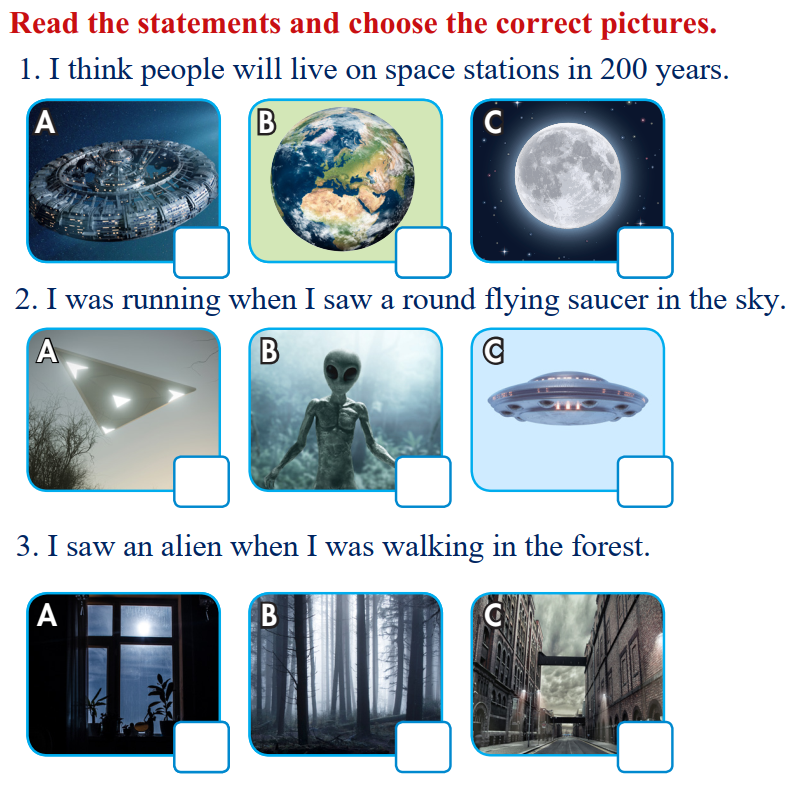 Read the statements and choose the correct pictures.
1. I think people will live on space stations in 200 years.
A B C
2. I was running when I saw a round flying saucer in the sky.
A B C
3. I saw an alien when I was walking in the forest.
A B C